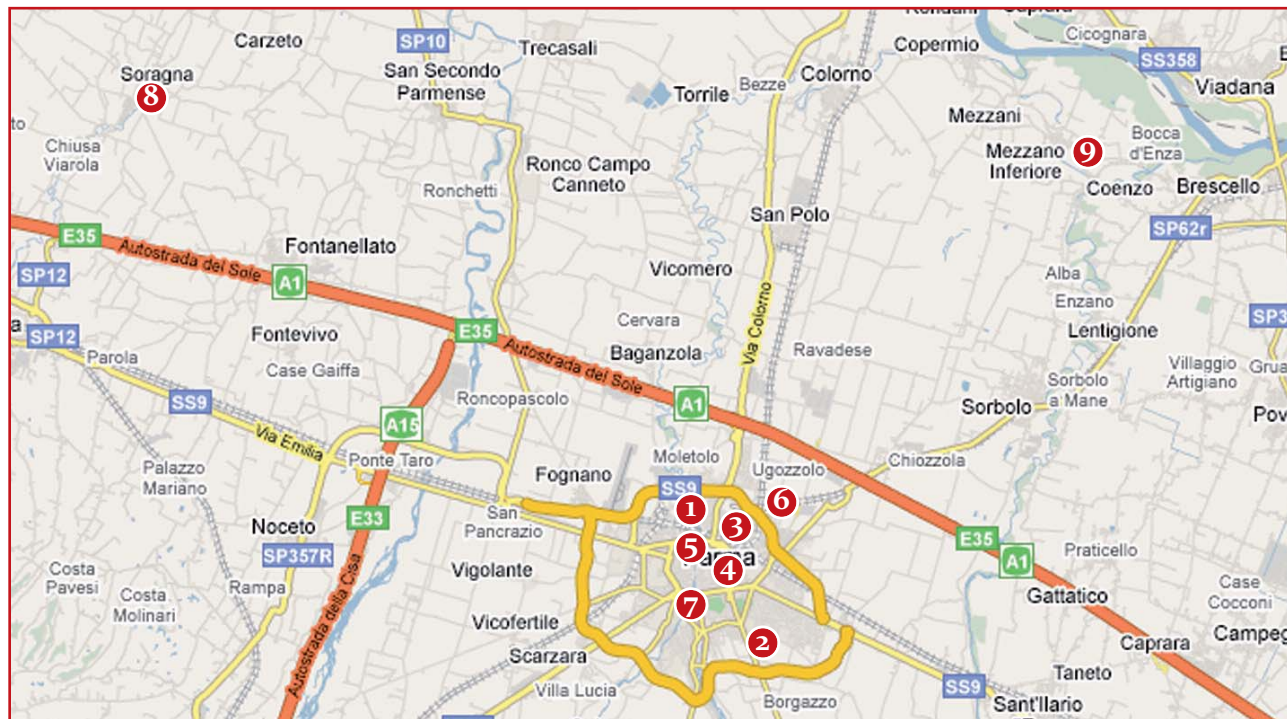 Carzeto
SP10
Trecasali
Copermio
Cicognara
SS358
Soragna
8
San Secondo
Parmense
Bezze
Colorno
Viadana
Torrile
Mezzani
to
Chiusa
Viarola
Ronchetti
Ronco Campo
Canneto
Mezzano
Inferiore
9
Bocca
d'Enza
Coenzo
Brescello
San Polo
SP62r
E35
Autostrada del Sole
Fontanellato
A1
Vicomero
SP12
Alba
Enzano
SP12
Fontevivo
E35
Cervara
Via Colorno
Lentigione
SP3
Parola
Case Gaiffa
Autostrada del Sole
Baganzola
Ravadese
Villaggio
Artigiano
Grua
SS9
Roncopascolo
A1
Sorbolo
Sorbolo
a Mane
Pov
Via Emilia
A15
Ponte Taro
Moletolo
Ugozzolo
Chiozzola
Palazzo
Mariano
Fognano
SS9
1
6
Noceto
E33
San
Pancrazio
3
SP357R
5
Parma
E35
A1
Praticello
Costa
Pavesi
Rampa
Vigolante
4
Gattatico
Case
Cocconi
Costa
Molinari
Autostrada della Cisa
Vicofertile
7
Scarzara
2
Caprara
Campeg
Villa Lucia
Borgazzo
SS9
Taneto
Sant'Ilario